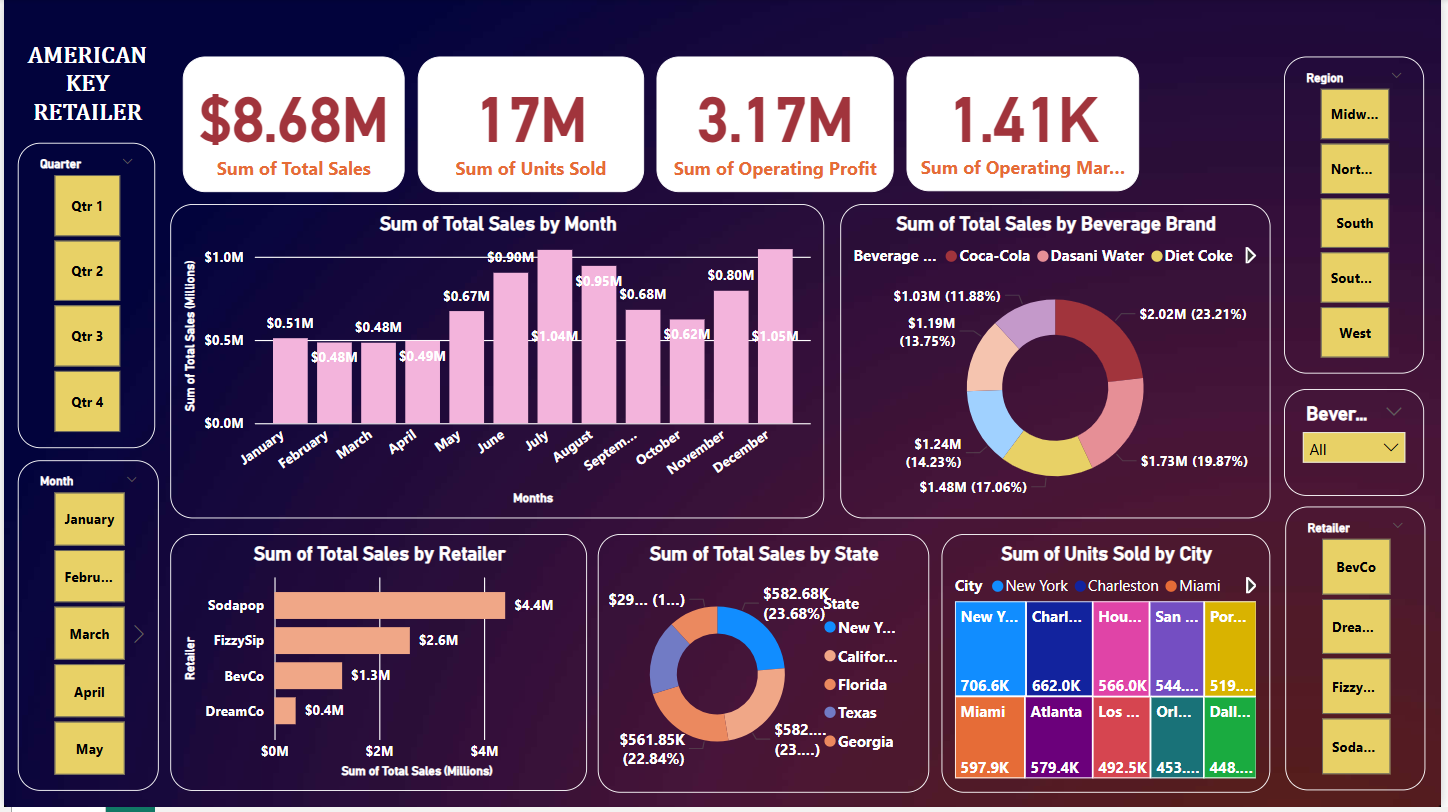 AMERICAN
KEY
RETAILER
$8.68M
Sum of Total Sales
17M
Sum of Units Sold
3.17M
Sum of Operating Profit
1.41K
Sum of Operating Mar...
Quarter
Qtr 1
Qtr 2
Qtr 3
Qtr 4
Month
January
Febru...
March
April
May
Sum of Total Sales by Month
Sum of Total Sales (Millions)
$1.0M
$0.5M
$0.0M
$0.51M
$0.48M
$0.48M
$0.49M
$0.67M
$0.90M
$1.04M
$0.95M
$0.68M
$0.62M
$0.80M
$1.05M
January
February
March
April
May
June
July
August
Septem...
October
November
December
Months
Sum of Total Sales by Beverage Brand
Beverage ... Coca-Cola Dasani Water Diet Coke
$2.02M (23.21%)
$1.73M (19.87%)
$1.48M (17.06%)
$1.24M
(14.23%)
$1.19M
(13.75%)
$1.03M (11.88%)
Sum of Total Sales by Retailer
Retailer
Sodapop
$4.4M
FizzySip
$2.6M
BevCo
$1.3M
DreamCo
$0.4M
$0M
$2M
$4M
Sum of Total Sales (Millions)
Sum of Total Sales by State
$582.68K
(23.68%)
$582....
(23....)
$561.85K
(22.84%)
$29... (1...)
State
New Y...
Califor...
Florida
Texas
Georgia
Sum of Units Sold by City
City New York Charleston Miami
New Y...
706.6K
Charl...
662.0K
Hou...
566.0K
San ...
544....
Por...
519....
Miami
597.9K
Atlanta
579.4K
Los ...
492.5K
Orl...
453....
Dall...
448....
Region
Midw...
Nort...
South
Sout...
West
Bever...
All
Retailer
BevCo
Drea...
Fizzy...
Soda...